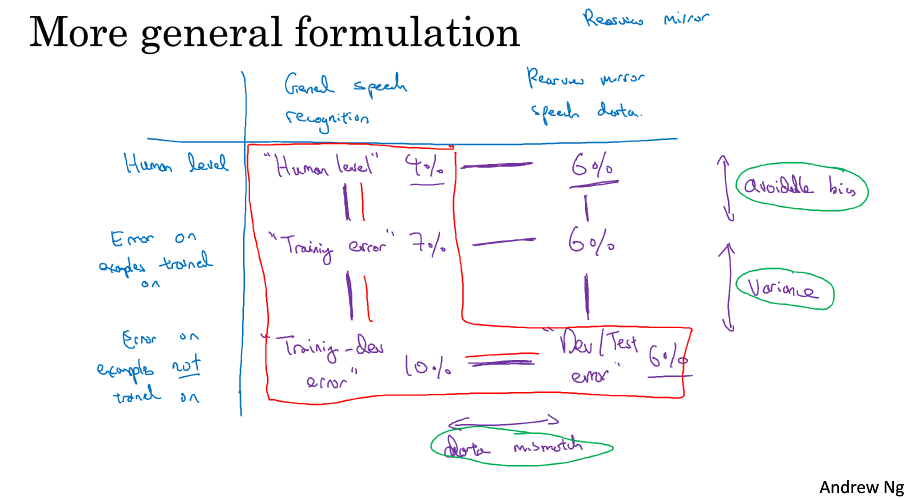 More general formulation
Rearview mirror
General speech
recognition
Rearview mirror
speech data.
Human level
"Human level" 4%
6%
avoidable bias
Error on
examples trained
on
"Training error" 7%
6%
Variance
Error on
examples not
trained on
"Training-dev
error"
10%
"Dev/Test
error"
6%
data mismatch
Andrew Ng